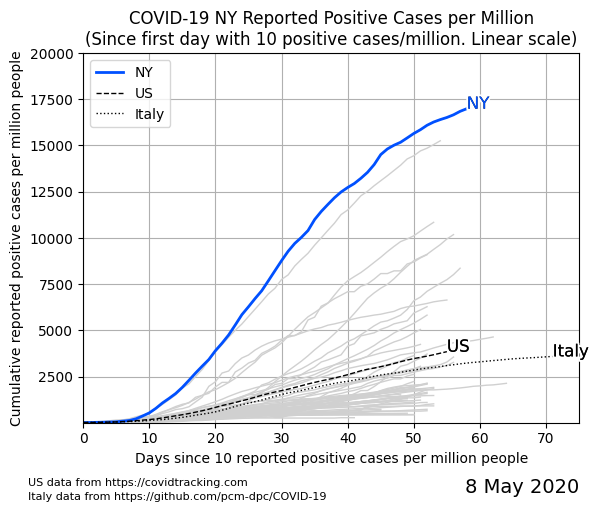 COVID-19 NY Reported Positive Cases per Million
(Since first day with 10 positive cases/million. Linear scale)
Cumulative reported positive cases per million people
20000
17500
15000
12500
10000
7500
5000
2500
NY
US
Italy
NY
US
Italy
0 10 20 30 40 50 60 70
Days since 10 reported positive cases per million people
US data from https://covidtracking.com
Italy data from https://github.com/pcm-dpc/COVID-19
8 May 2020